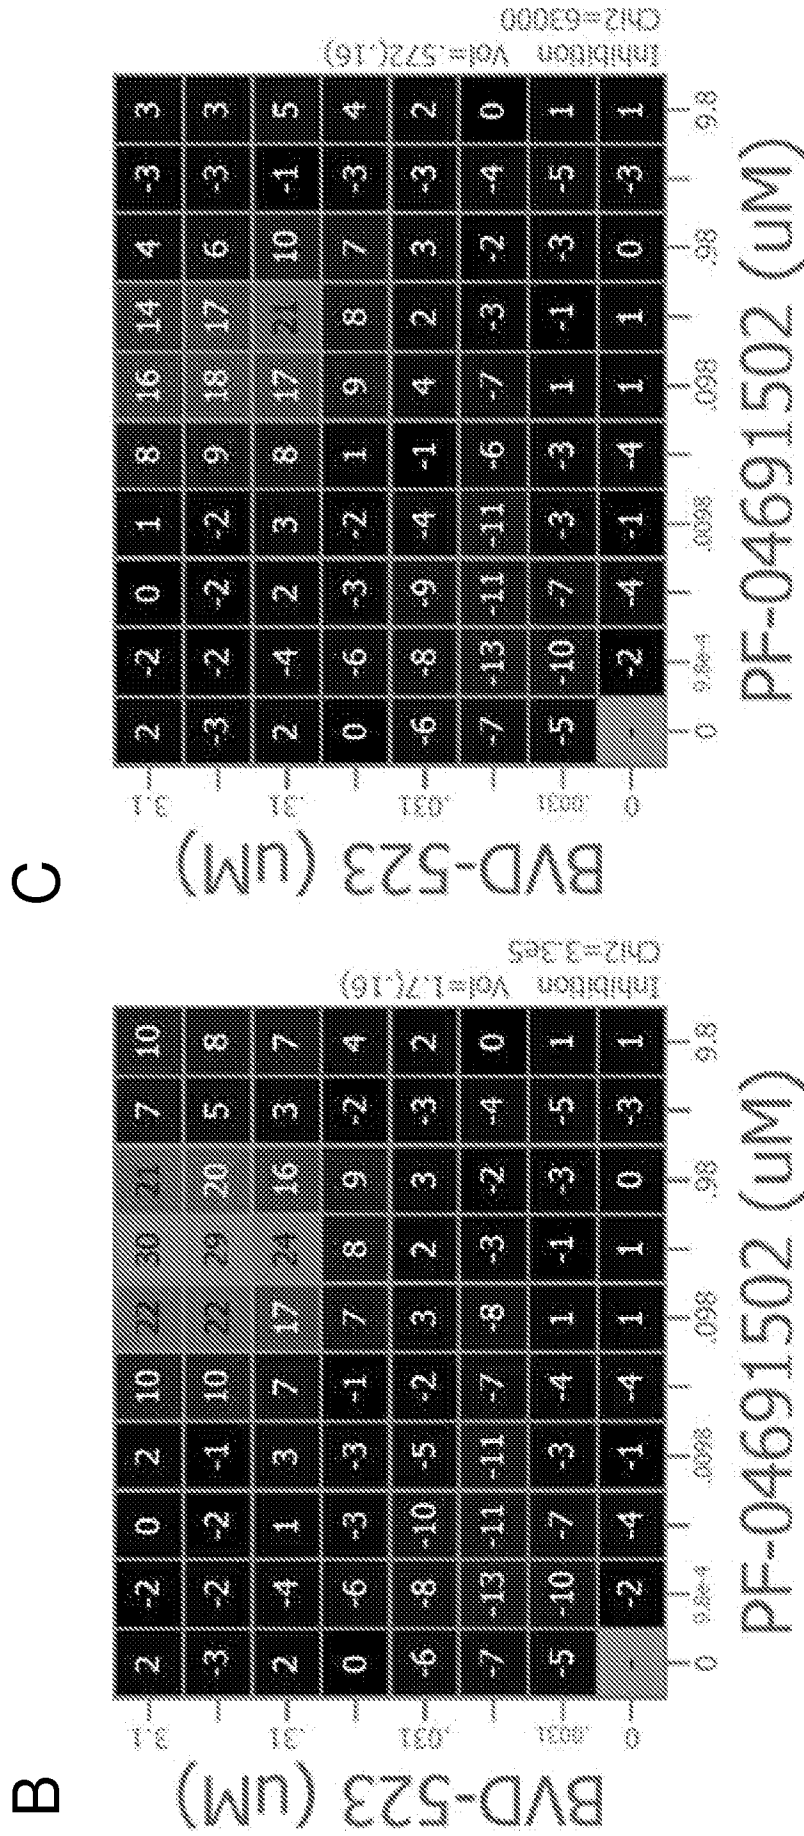 B
BVD-523 (uM)
3.1 2 -2 0 2 10 22 30 21 7 10
-3 -2 -2 -1 10 22 29 20 5 8
.31 2 -4 1 3 7 17 24 16 3 7
0 -6 -3 -3 -1 7 8 9 -2 4
.031 -6 -8 -10 -5 -2 3 2 3 -3 2
-7 -13 -11 -11 -7 -8 -3 -2 -4 0
.0031 -5 -10 -7 -3 -4 1 -1 -3 -5 1
0 - -2 -4 -1 -4 1 1 0 -3 1
0 9.8e-4 .0098 .098 .98 9.8
PF-04691502 (uM)
Inhibition Vol=1.7(.16)
Chi2=3.3e5
C
BVD-523 (uM)
3.1 2 -2 0 1 8 16 14 4 -3 3
-3 -2 -2 -2 9 18 17 6 -3 3
.31 2 -4 2 3 8 17 21 10 -1 5
0 -6 -3 -2 1 9 8 7 -3 4
.031 -6 -8 -9 -4 -1 4 2 3 -3 2
-7 -13 -11 -11 -6 -7 -3 -2 -4 0
.0031 -5 -10 -7 -3 -3 1 -1 -3 -5 1
0 - -2 -4 -1 -4 1 1 0 -3 1
0 9.8e-4 .0098 .098 .98 9.8
PF-04691502 (uM)
Inhibition Vol=.572(.16)
Chi2=63000